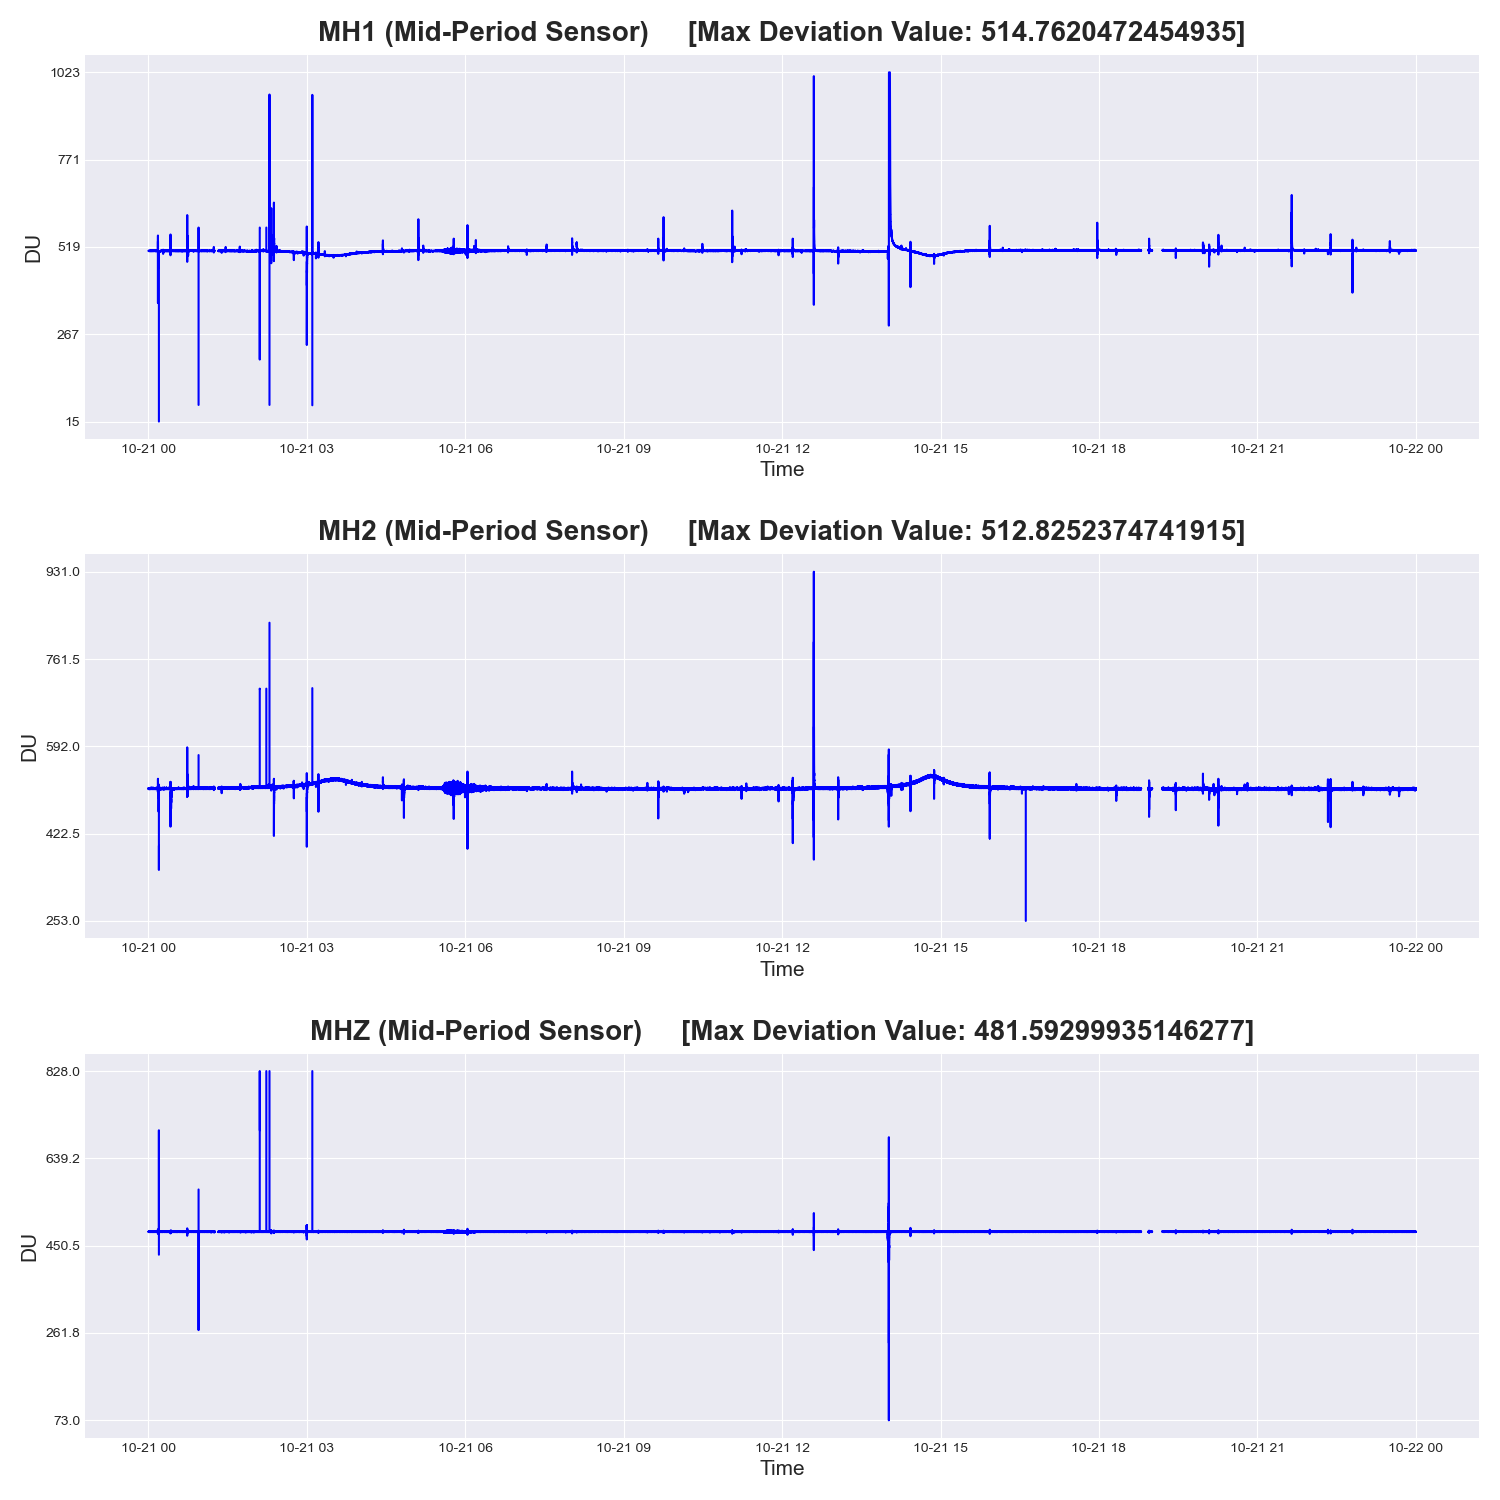 MH1 (Mid-Period Sensor) [Max Deviation Value: 514.7620472454935]
1023
771
519
267
15
DU
10-21 00 10-21 03 10-21 06 10-21 09 10-21 12 10-21 15 10-21 18 10-21 21 10-22 00
Time
MH2 (Mid-Period Sensor) [Max Deviation Value: 512.8252374741915]
931.0
761.5
592.0
422.5
253.0
DU
10-21 00 10-21 03 10-21 06 10-21 09 10-21 12 10-21 15 10-21 18 10-21 21 10-22 00
Time
MHZ (Mid-Period Sensor) [Max Deviation Value: 481.59299935146277]
828.0
639.2
450.5
261.8
73.0
DU
10-21 00 10-21 03 10-21 06 10-21 09 10-21 12 10-21 15 10-21 18 10-21 21 10-22 00
Time